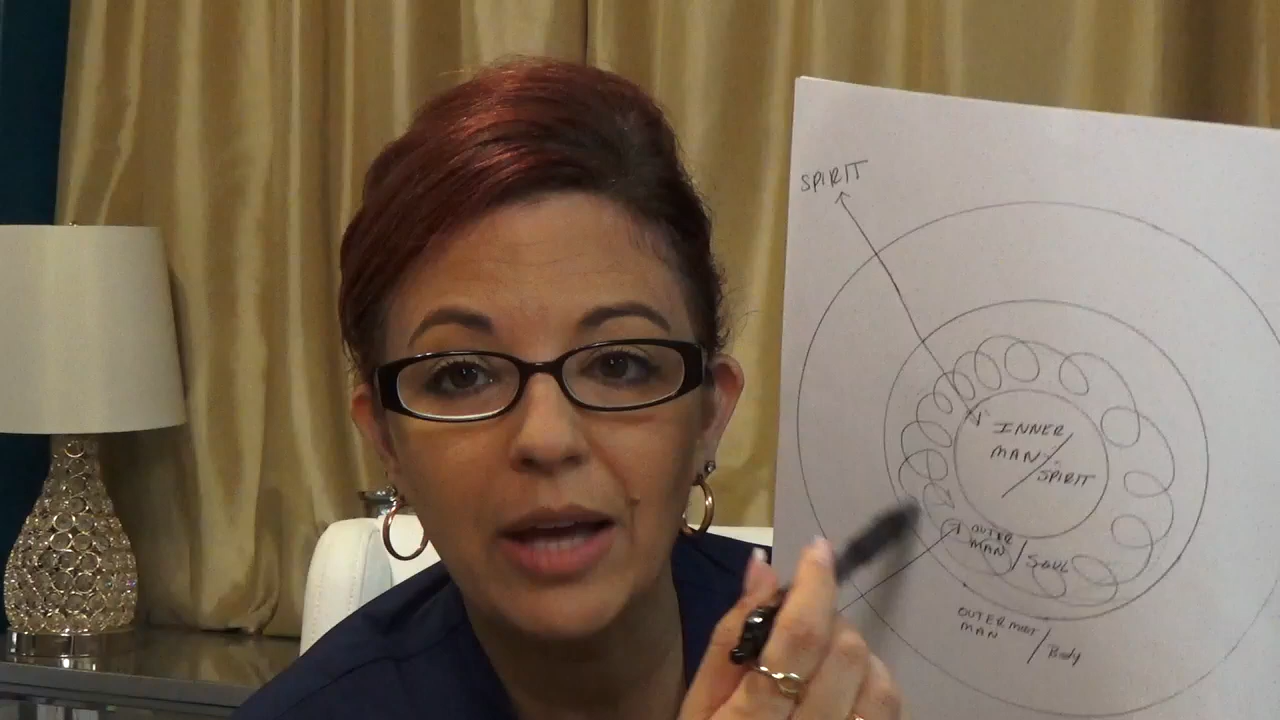 SPIRIT
INNER
MAN/
SPIRIT
OUTER
MAN/SOUL
OUTERMOST
MAN/Body